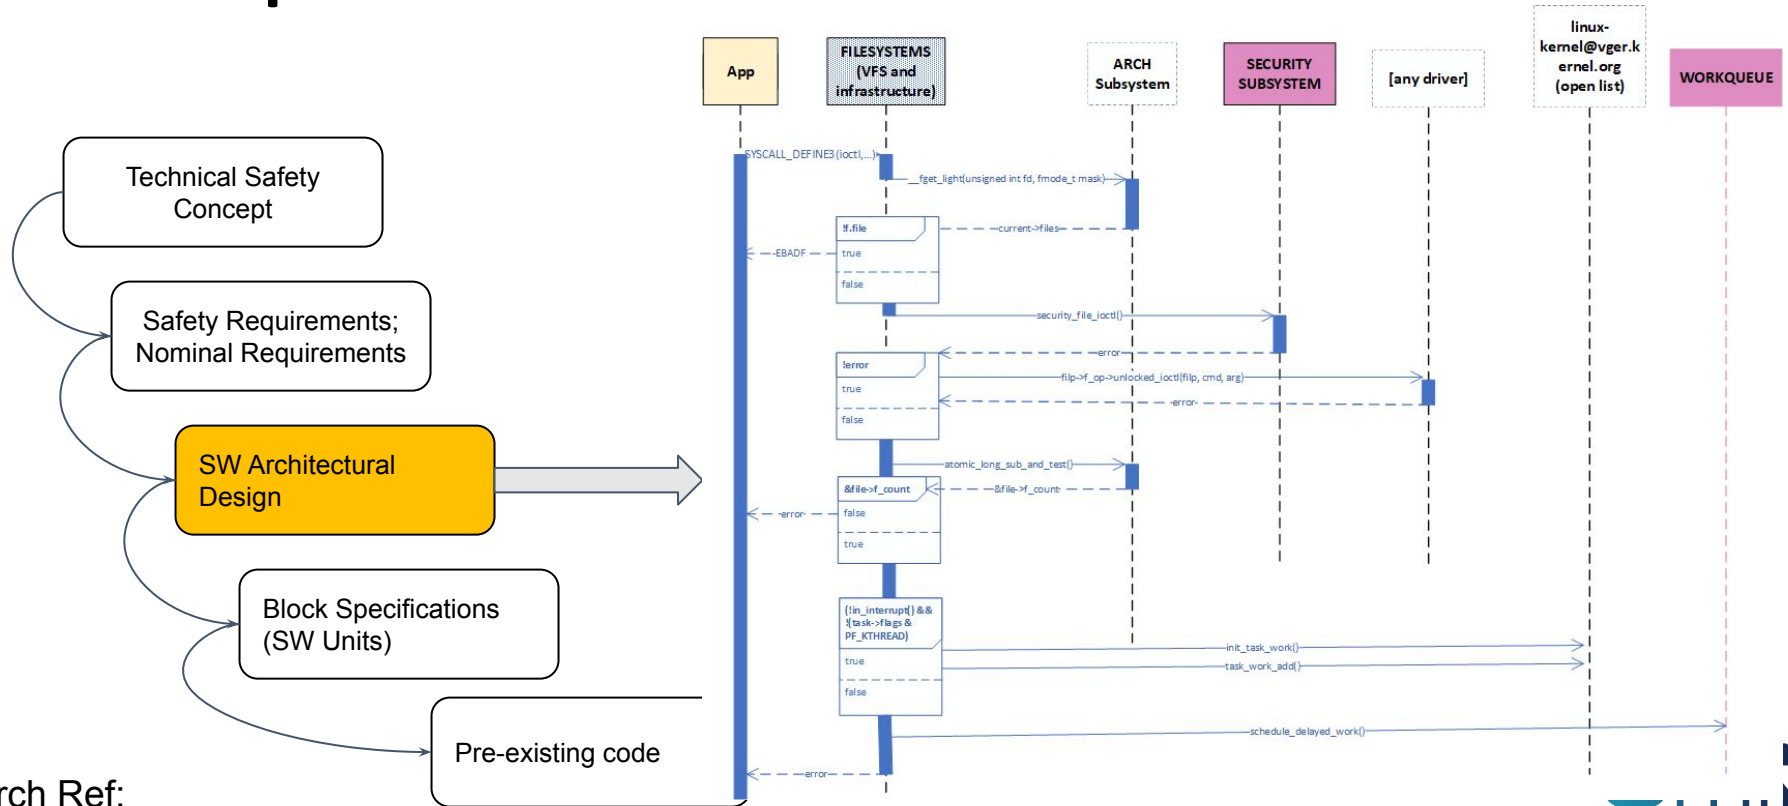 Technical Safety
Concept
Safety Requirements;
Nominal Requirements
SW Architectural
Design
Block Specifications
(SW Units)
Pre-existing code
rch Ref:
App
FILESYSTEMS
(VFS and
infrastructure)
ARCH
Subsystem
SECURITY
SUBSYSTEM
[any driver]
linux-
kernel@vger.k
ernel.org
(open list)
WORKQUEUE
SYSCALL_DEFINE3(ioctl,...)
__fget_light(unsigned int fd, fmode_t mask)
!f.file
current->files
EBADF
true
false
security_file_ioctl()
error
!error
filp->f_op->unlocked_ioctl(filp, cmd, arg)
true
error
false
atomic_long_sub_and_test()
&file->f_count
&file->f_count
error
false
true
(!in_interrupt() &&
!(task->flags &
PF_KTHREAD)
init_task_work()
true
task_work_add()
false
schedule_delayed_work()
error